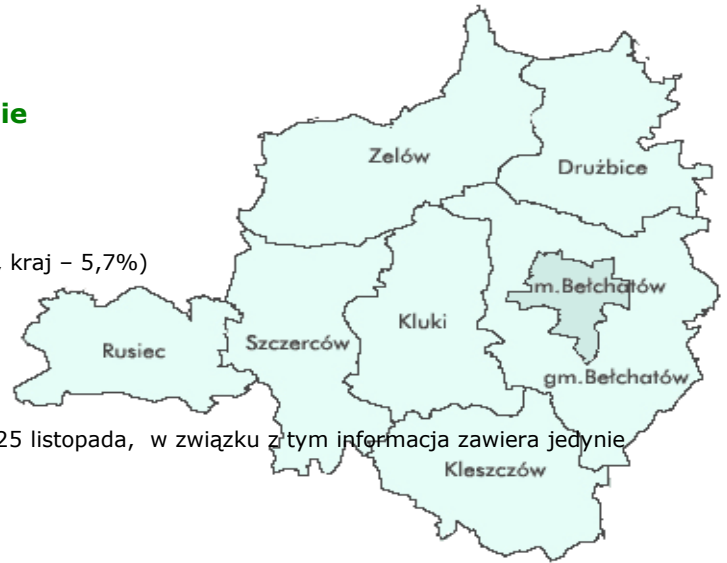 ie
Zelów
Drużbice
kraj – 5,7%)
m.Bełchatów
Kluki
Szczerców
Rusiec
gm.Bełchatów
25 listopada, w związku z tym informacja zawiera jedynie
Kleszczów